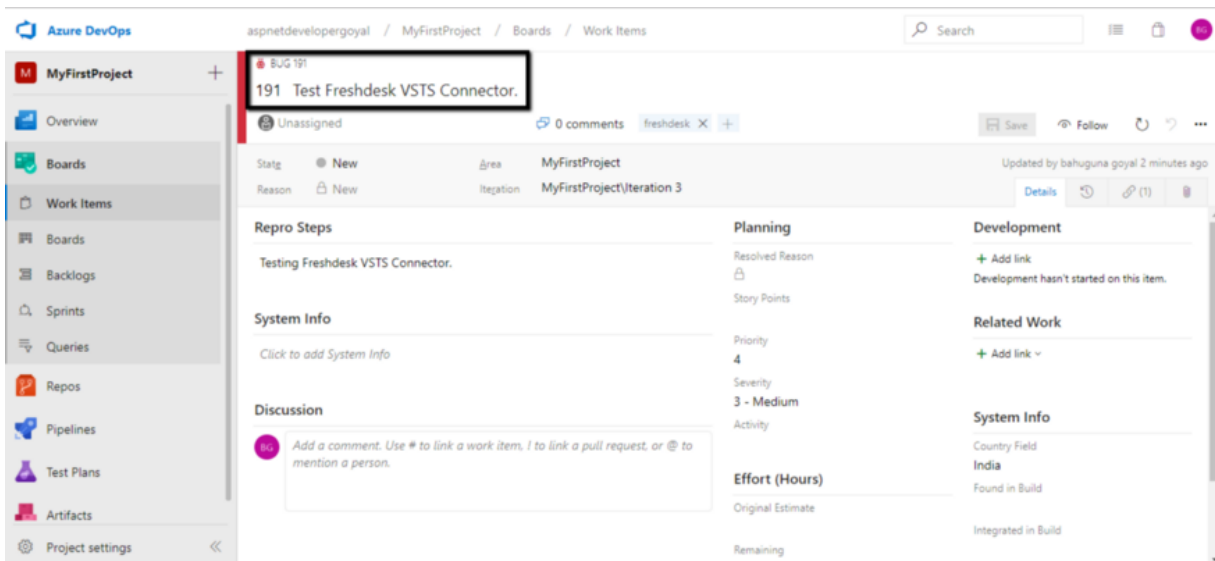 Azure DevOps
aspnetdevelopergoyal / MyFirstProject / Boards / Work Items
Search
BG
M MyFirstProject
Overview
Boards
Work Items
Boards
Backlogs
Sprints
Queries
Repos
Pipelines
Test Plans
Artifacts
Project settings
BUG 191
191 Test Freshdesk VSTS Connector.
Unassigned
0 comments
freshdesk X +
Save
Follow
State New
Area MyFirstProject
Updated by bahuguna goyal 2 minutes ago
Reason New
Iteration MyFirstProject\Iteration 3
Details
(1)
Repro Steps
Testing Freshdesk VSTS Connector.
System Info
Click to add System Info
Discussion
BG
Add a comment. Use # to link a work item, ! to link a pull request, or @ to
mention a person.
Planning
Resolved Reason
Story Points
Priority
4
Severity
3 - Medium
Activity
Effort (Hours)
Original Estimate
Remaining
Development
+ Add link
Development hasn't started on this item.
Related Work
+ Add link
System Info
Country Field
India
Found in Build
Integrated in Build